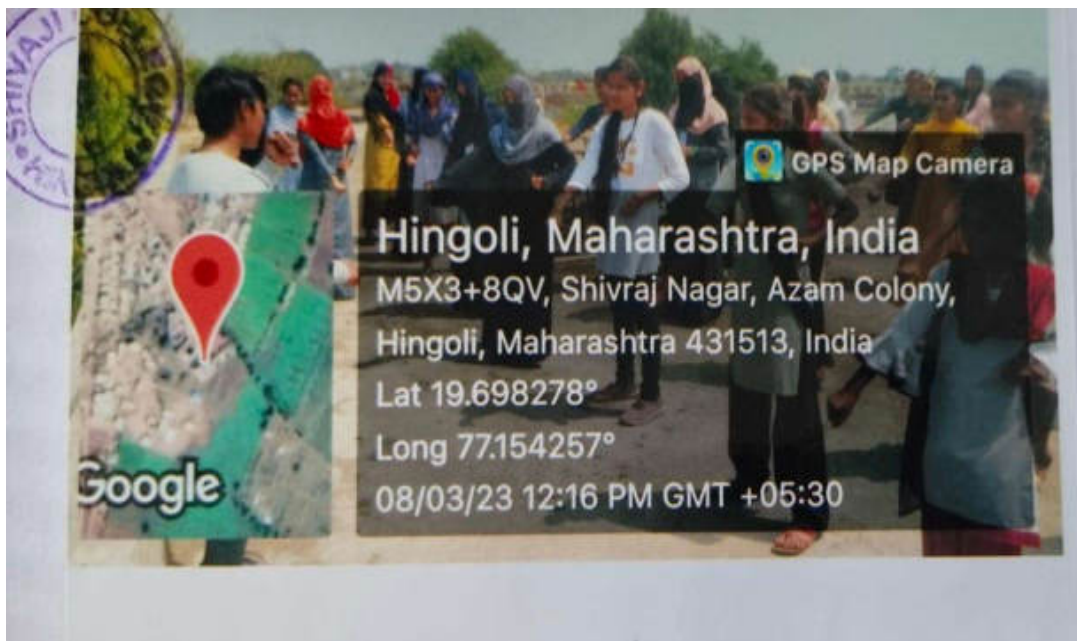 SHIVAJI
GPS Map Camera
Hingoli, Maharashtra, India
M5X3+8QV, Shivraj Nagar, Azam Colony,
Hingoli, Maharashtra 431513, India
Lat 19.698278°
Long 77.154257°
08/03/23 12:16 PM GMT +05:30
Google